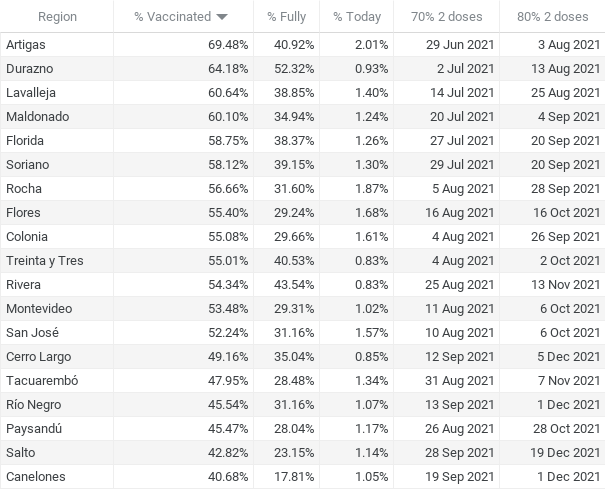 Region % Vaccinated % Fully % Today 70% 2 doses 80% 2 doses
Artigas 69.48% 40.92% 2.01% 29 Jun 2021 3 Aug 2021
Durazno 64.18% 52.32% 0.93% 2 Jul 2021 13 Aug 2021
Lavalleja 60.64% 38.85% 1.40% 14 Jul 2021 25 Aug 2021
Maldonado 60.10% 34.94% 1.24% 20 Jul 2021 4 Sep 2021
Florida 58.75% 38.37% 1.26% 27 Jul 2021 20 Sep 2021
Soriano 58.12% 39.15% 1.30% 29 Jul 2021 20 Sep 2021
Rocha 56.66% 31.60% 1.87% 5 Aug 2021 28 Sep 2021
Flores 55.40% 29.24% 1.68% 16 Aug 2021 16 Oct 2021
Colonia 55.08% 29.66% 1.61% 4 Aug 2021 26 Sep 2021
Treinta y Tres 55.01% 40.53% 0.83% 4 Aug 2021 2 Oct 2021
Rivera 54.34% 43.54% 0.83% 25 Aug 2021 13 Nov 2021
Montevideo 53.48% 29.31% 1.02% 11 Aug 2021 6 Oct 2021
San José 52.24% 31.16% 1.57% 10 Aug 2021 6 Oct 2021
Cerro Largo 49.16% 35.04% 0.85% 12 Sep 2021 5 Dec 2021
Tacuarembó 47.95% 28.48% 1.34% 31 Aug 2021 7 Nov 2021
Río Negro 45.54% 31.16% 1.07% 13 Sep 2021 1 Dec 2021
Paysandú 45.47% 28.04% 1.17% 26 Aug 2021 28 Oct 2021
Salto 42.82% 23.15% 1.14% 28 Sep 2021 19 Dec 2021
Canelones 40.68% 17.81% 1.05% 19 Sep 2021 1 Dec 2021